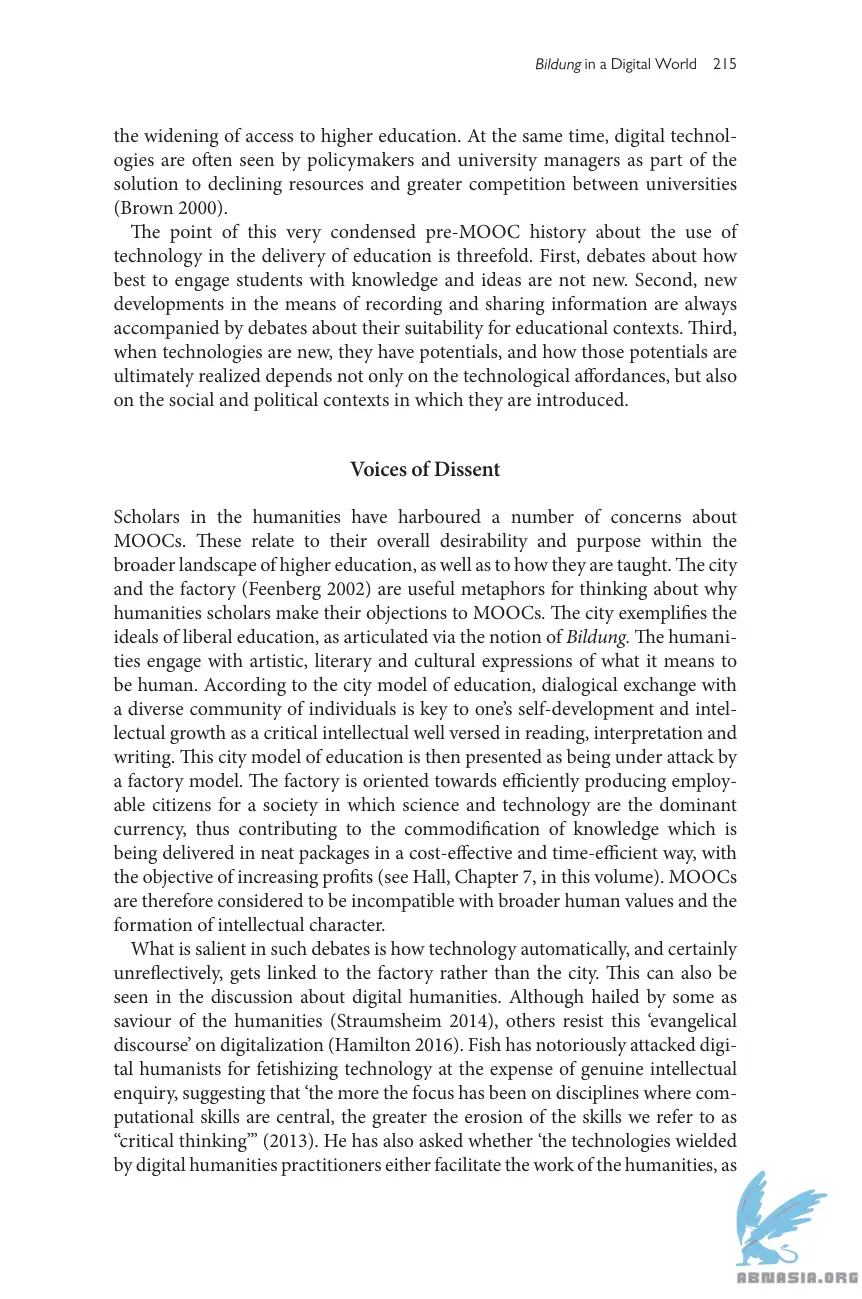 Bildung in a Digital World 215
the widening of access to higher education. At the same time, digital technol-
ogies are often seen by policymakers and university managers as part of the
solution to declining resources and greater competition between universities
(Brown 2000).
The point of this very condensed pre-MOOC history about the use of
technology in the delivery of education is threefold. First, debates about how
best to engage students with knowledge and ideas are not new. Second, new
developments in the means of recording and sharing information are always
accompanied by debates about their suitability for educational contexts. Third,
when technologies are new, they have potentials, and how those potentials are
ultimately realized depends not only on the technological affordances, but also
on the social and political contexts in which they are introduced.
Voices of Dissent
Scholars in the humanities have harboured a number of concerns about
MOOCs. These relate to their overall desirability and purpose within the
broader landscape of higher education, as well as to how they are taught. The city
and the factory (Feenberg 2002) are useful metaphors for thinking about why
humanities scholars make their objections to MOOCs. The city exemplifies the
ideals of liberal education, as articulated via the notion of Bildung. The humani-
ties engage with artistic, literary and cultural expressions of what it means to
be human. According to the city model of education, dialogical exchange with
a diverse community of individuals is key to one's self-development and intel-
lectual growth as a critical intellectual well versed in reading, interpretation and
writing. This city model of education is then presented as being under attack by
a factory model. The factory is oriented towards efficiently producing employ-
able citizens for a society in which science and technology are the dominant
currency, thus contributing to the commodification of knowledge which is
being delivered in neat packages in a cost-effective and time-efficient way, with
the objective of increasing profits (see Hall, Chapter 7, in this volume). MOOCs
are therefore considered to be incompatible with broader human values and the
formation of intellectual character.
What is salient in such debates is how technology automatically, and certainly
unreflectively, gets linked to the factory rather than the city. This can also be
seen in the discussion about digital humanities. Although hailed by some as
saviour of the humanities (Straumsheim 2014), others resist this ‘evangelical
discourse’ on digitalization (Hamilton 2016). Fish has notoriously attacked digi-
tal humanists for fetishizing technology at the expense of genuine intellectual
enquiry, suggesting that ‘the more the focus has been on disciplines where com-
putational skills are central, the greater the erosion of the skills we refer to as
“critical thinking”’ (2013). He has also asked whether ‘the technologies wielded
by digital humanities practitioners either facilitate the work of the humanities, as
ABNASIA.ORG